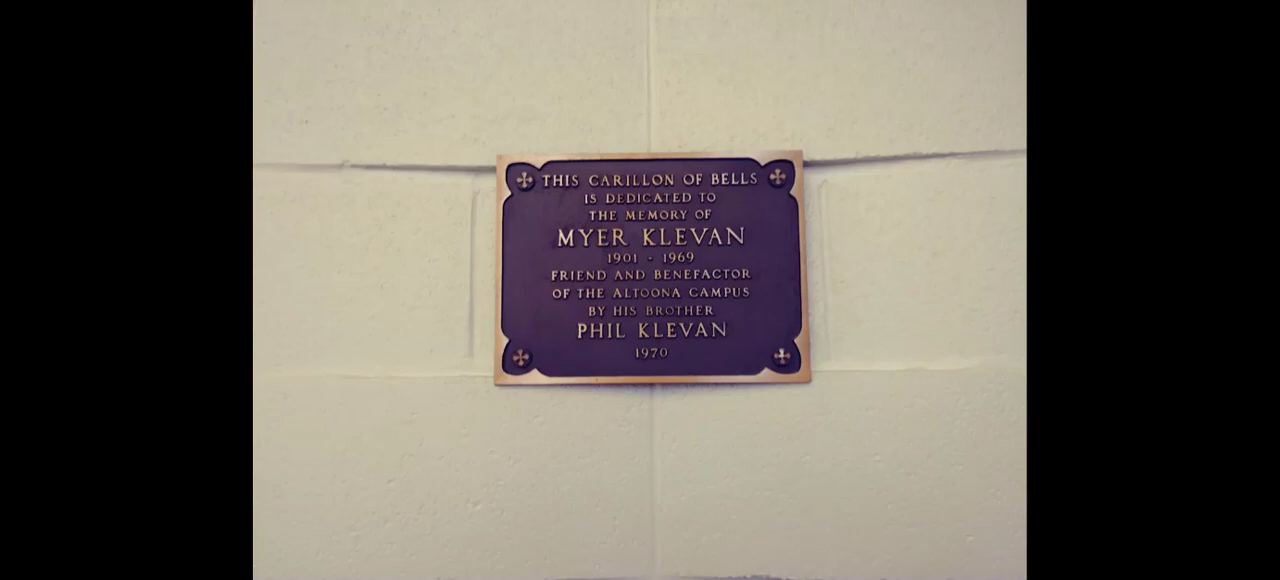 THIS CARILLON OF BELLS
IS DEDICATED TO
THE MEMORY OF
MYER KLEVAN
1901 - 1969
FRIEND AND BENEFACTOR
OF THE ALTOONA CAMPUS
BY HIS BROTHER
PHIL KLEVAN
1970